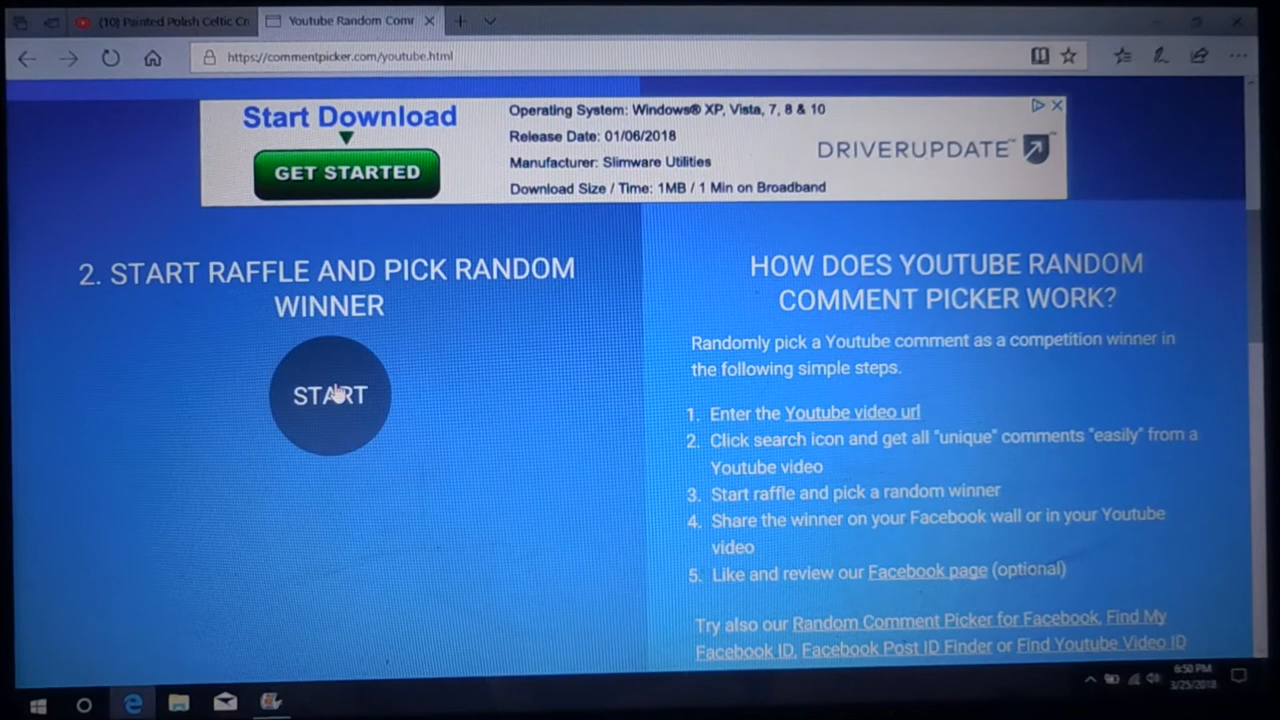 (10) Painted Polish Celtic Cr
Youtube Random Comr
https://commentpicker.com/youtube.html
Start Download
GET STARTED
Operating System: Windows® XP, Vista, 7, 8 & 10
Release Date: 01/06/2018
Manufacturer: Slimware Utilities
Download Size / Time: 1MB / 1 Min on Broadband
DRIVERUPDATE™
2. START RAFFLE AND PICK RANDOM
WINNER
START
HOW DOES YOUTUBE RANDOM
COMMENT PICKER WORK?
Randomly pick a Youtube comment as a competition winner in
the following simple steps.
1. Enter the Youtube video url
2. Click search icon and get all "unique" comments "easily" from a
Youtube video
3. Start raffle and pick a random winner
4. Share the winner on your Facebook wall or in your Youtube
video
5. Like and review our Facebook page (optional)
Try also our Random Comment Picker for Facebook, Find My
Facebook ID, Facebook Post ID Finder or Find Youtube Video ID
6:50 PM
3/25/2018